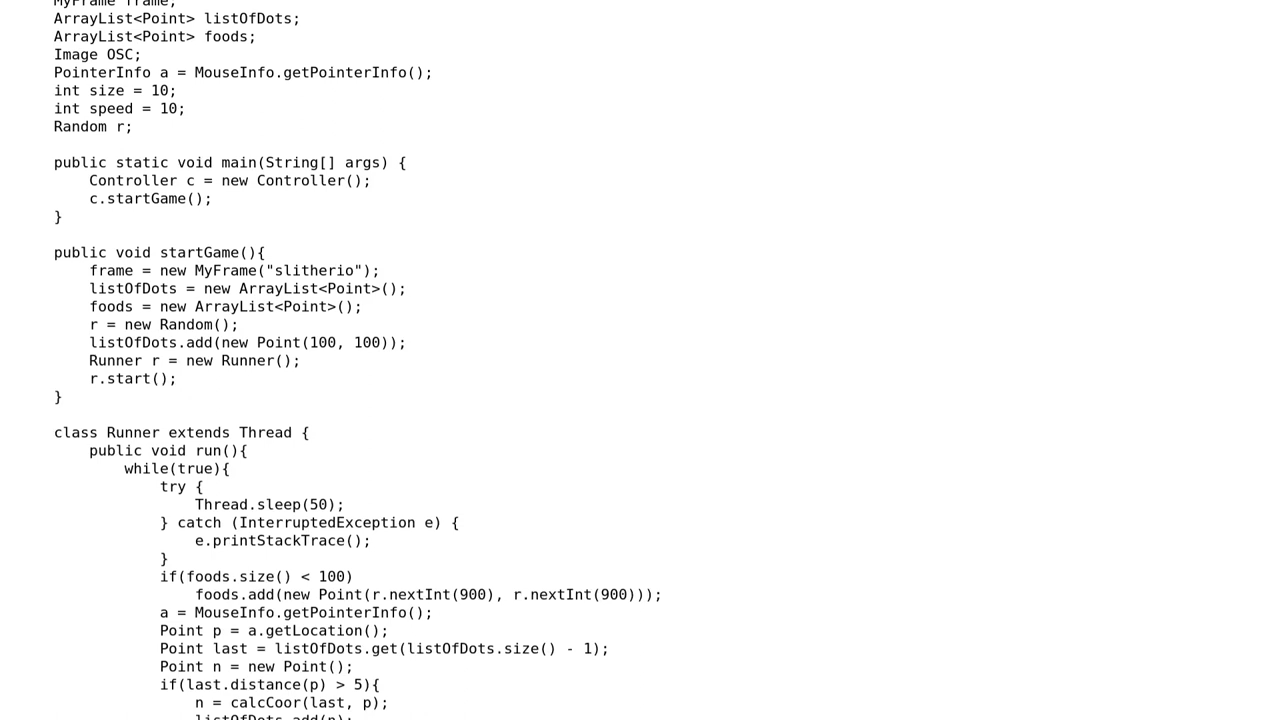 MyFrame frame;
ArrayList<Point> listOfDots;
ArrayList<Point> foods;
Image OSC;
PointerInfo a = MouseInfo.getPointerInfo();
int size = 10;
int speed = 10;
Random r;

public static void main(String[] args) {
    Controller c = new Controller();
    c.startGame();
}

public void startGame(){
    frame = new MyFrame("slitherio");
    listOfDots = new ArrayList<Point>();
    foods = new ArrayList<Point>();
    r = new Random();
    listOfDots.add(new Point(100, 100));
    Runner r = new Runner();
    r.start();
}

class Runner extends Thread {
    public void run(){
        while(true){
            try {
                Thread.sleep(50);
            } catch (InterruptedException e) {
                e.printStackTrace();
            }
            if(foods.size() < 100)
                foods.add(new Point(r.nextInt(900), r.nextInt(900)));
            a = MouseInfo.getPointerInfo();
            Point p = a.getLocation();
            Point last = listOfDots.get(listOfDots.size() - 1);
            Point n = new Point();
            if(last.distance(p) > 5){
                n = calcCoor(last, p);
                listOfDots.add(n);